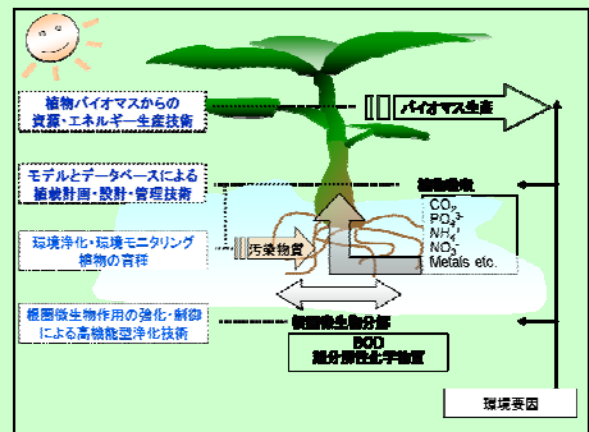 植物バイオマスからの
資源・エネルギー生産技術
バイオマス生産
モデルとデータベースによる
植栽計画・設計・管理技術
植物吸収
CO₂
PO₄³⁻
NH₄⁺
NO₃⁻
Metals etc.
環境浄化・環境モニタリング
植物の育種
汚染物質
根圏微生物作用の強化・制御
による高機能型浄化技術
根圏微生物分解
BOD
難分解性化学物質
環境要因